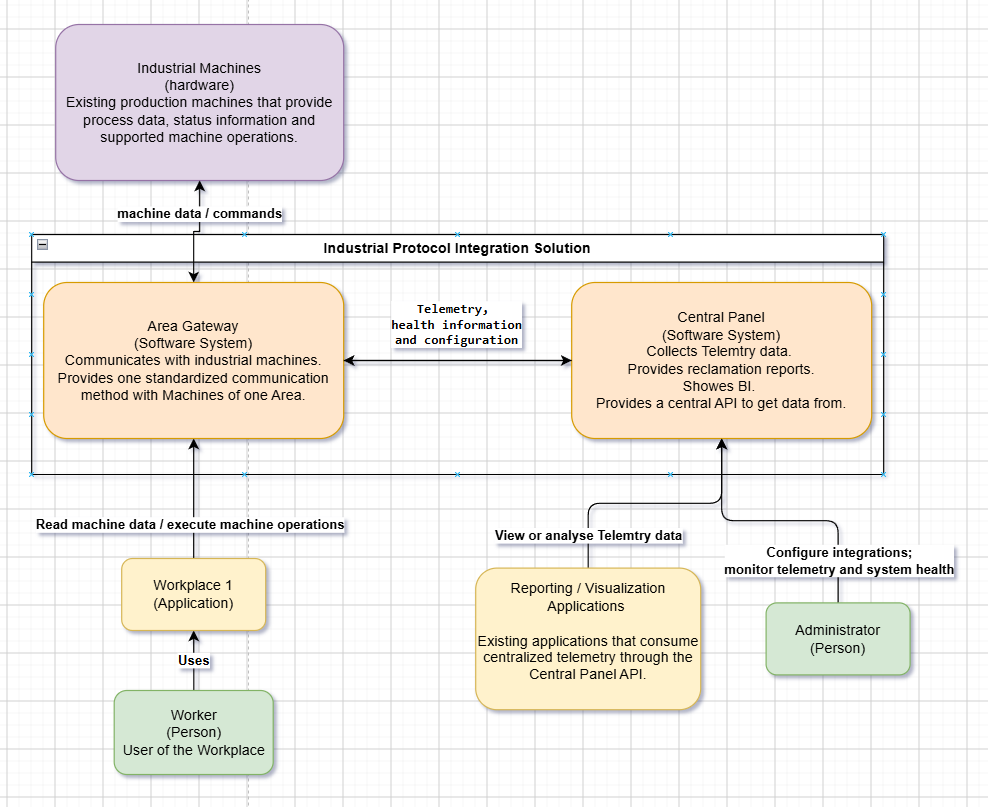 Industrial Machines
(hardware)
Existing production machines that provide
process data, status information and
supported machine operations.
machine data / commands
Industrial Protocol Integration Solution
Area Gateway
(Software System)
Communicates with industrial machines.
Provides one standardized communication
method with Machines of one Area.
Telemetry,
health information
and configuration
Central Panel
(Software System)
Collects Telemtry data.
Provides reclamation reports.
Showes BI.
Provides a central API to get data from.
Read machine data / execute machine operations
View or analyse Telemtry data
Configure integrations;
monitor telemetry and system health
Workplace 1
(Application)
Reporting / Visualization
Applications
Existing applications that consume
centralized telemetry through the
Central Panel API.
Administrator
(Person)
Uses
Worker
(Person)
User of the Workplace